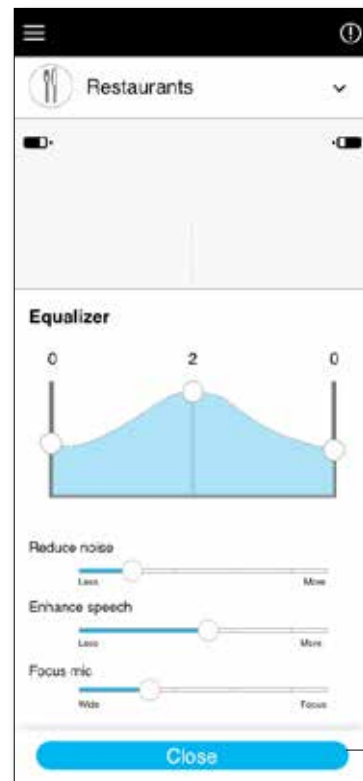 Restaurants
Equalizer
0 2 0
Reduce noise
Less More
Enhance speech
Less More
Focus mic
Wide Focus
Close